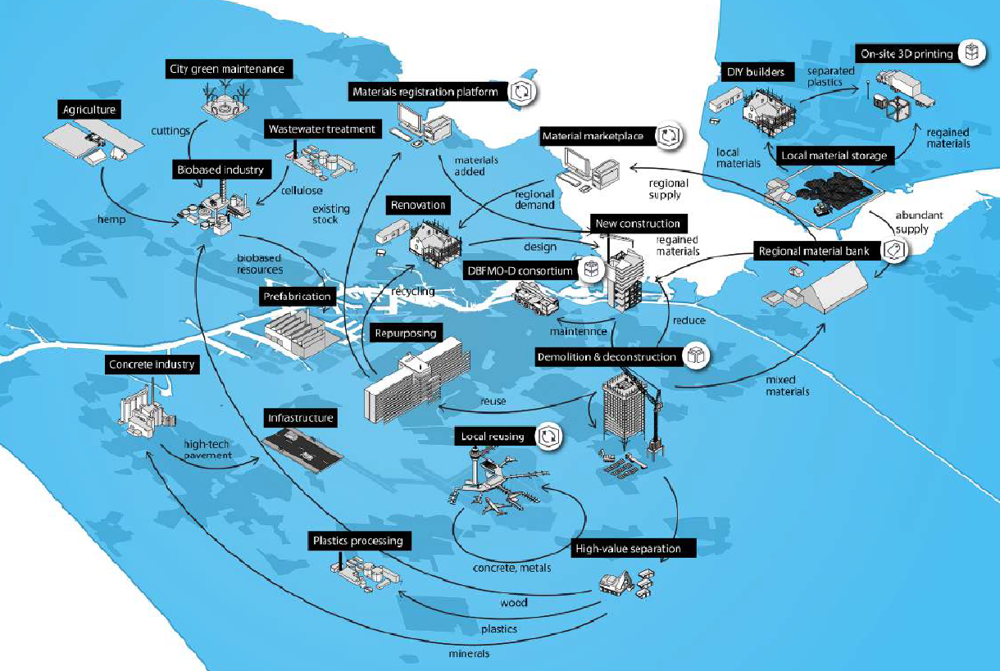 City green maintenance
On-site 3D printing
DIY builders
separated
plastics
Materials registration platform
Agriculture
cuttings
Wastewater treatment
Material marketplace
regained
materials
local
materials
Local material storage
Biobased industry
materials
added
cellulose
regional
supply
regional
demand
existing
stock
Renovation
hemp
New construction
abundant
supply
design
regained
materials
Regional material bank
biobased
resources
DBFMO-D consortium
Prefabrication
recycling
reduce
maintennce
Repurposing
Demolition & deconstruction
Concrete industry
mixed
materials
reuse
Infrastructure
Local reusing
high-tech
pavement
Plastics processing
High-value separation
concrete, metals
wood
plastics
minerals